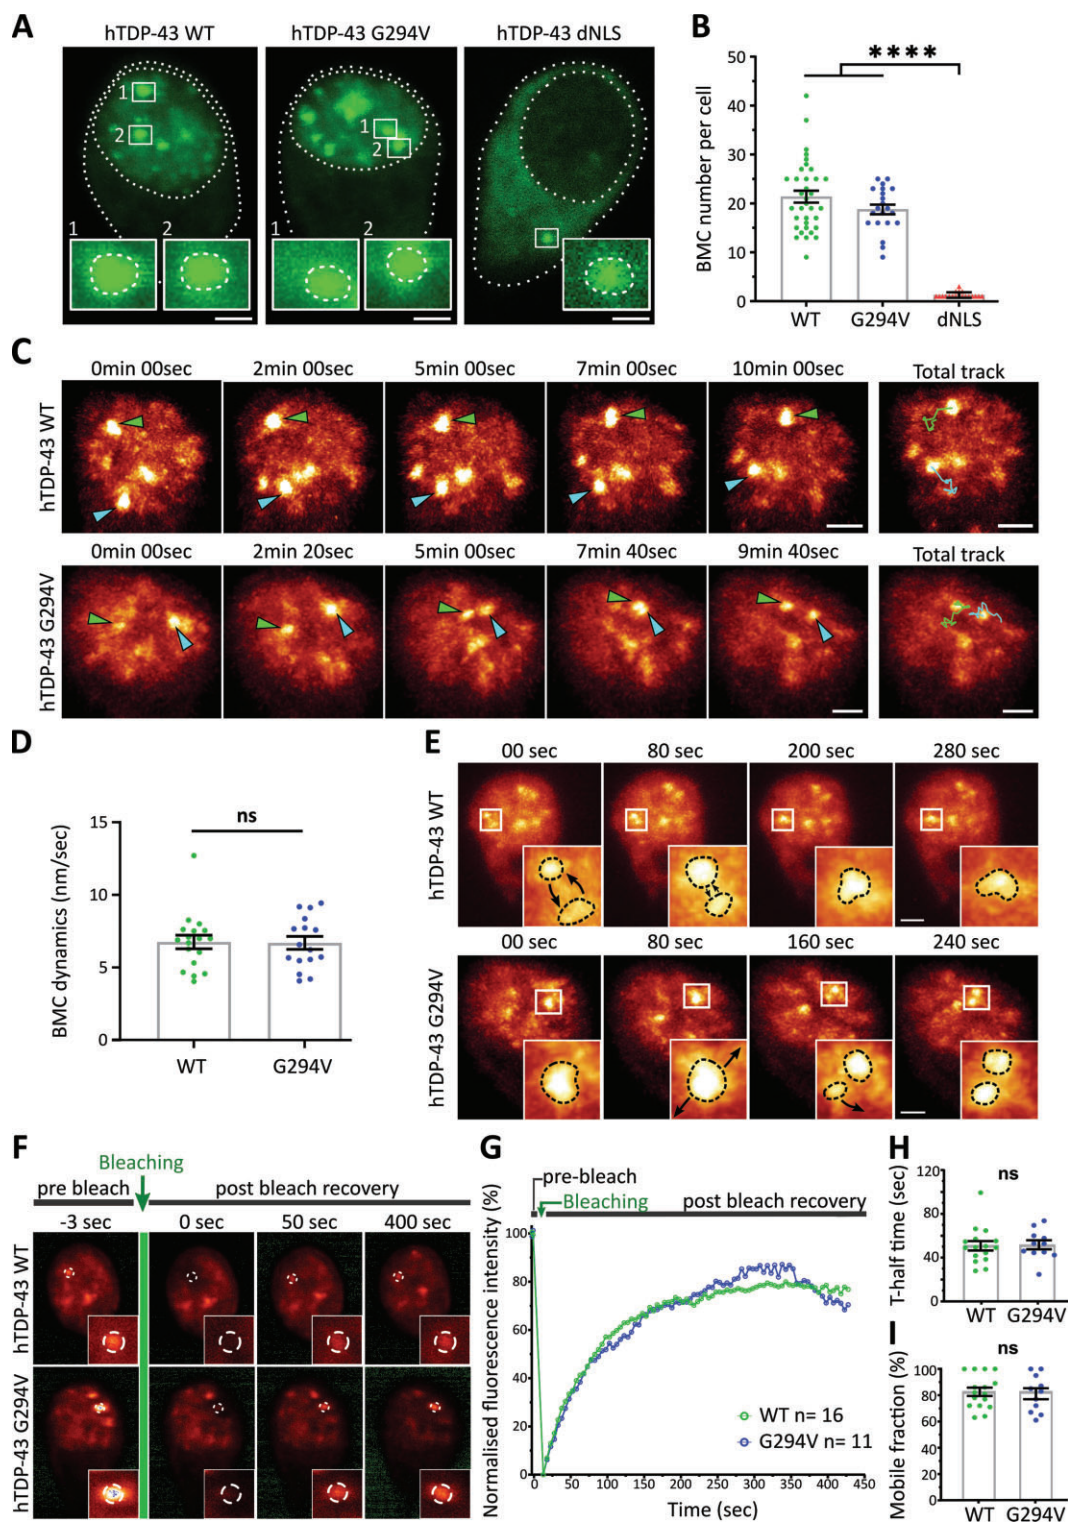 A
hTDP-43 WT
hTDP-43 G294V
hTDP-43 dNLS
1
2
1
2
1
2
1
2
B
****
BMC number per cell
50
40
30
20
10
0
WT
G294V
dNLS
C
0min 00sec
2min 00sec
5min 00sec
7min 00sec
10min 00sec
Total track
hTDP-43 WT
0min 00sec
2min 20sec
5min 00sec
7min 40sec
9min 40sec
Total track
hTDP-43 G294V
D
ns
BMC dynamics (nm/sec)
15
10
5
0
WT
G294V
E
00 sec
80 sec
200 sec
280 sec
hTDP-43 WT
00 sec
80 sec
160 sec
240 sec
hTDP-43 G294V
F
Bleaching
pre bleach
post bleach recovery
-3 sec
0 sec
50 sec
400 sec
hTDP-43 WT
hTDP-43 G294V
G
pre-bleach
Bleaching
post bleach recovery
Normalised fluorescence intensity (%)
100
80
60
40
20
0
WT n= 16
G294V n= 11
0 50 100 150 200 250 300 350 400 450
Time (sec)
H
ns
T-half time (sec)
120
80
40
0
WT
G294V
I
ns
Mobile fraction (%)
100
80
60
40
20
0
WT
G294V